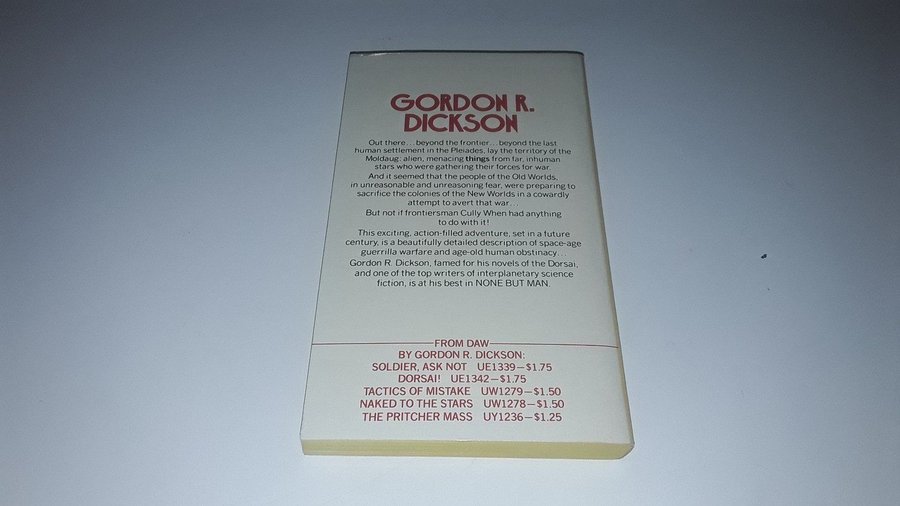 GORDON R.
DICKSON
Out there...beyond the frontier...beyond the last
human settlement in the Pleiades, lay the territory of the
Moldaug: alien, menacing things from far, inhuman
stars who were gathering their forces for war.
And it seemed that the people of the Old Worlds,
in unreasonable and unreasoning fear, were preparing to
sacrifice the colonies of the New Worlds in a cowardly
attempt to avert that war...
But not if frontiersman Cully When had anything
to do with it!
This exciting, action-filled adventure, set in a future
century, is a beautifully detailed description of space-age
guerrilla warfare and age-old human obstinacy...
Gordon R. Dickson, famed for his novels of the Dorsai,
and one of the top writers of interplanetary science
fiction, is at his best in NONE BUT MAN.
FROM DAW
BY GORDON R. DICKSON:
SOLDIER, ASK NOT UE1339—$1.75
DORSAI! UE1342—$1.75
TACTICS OF MISTAKE UW1279—$1.50
NAKED TO THE STARS UW1278—$1.50
THE PRITCHER MASS UY1236—$1.25